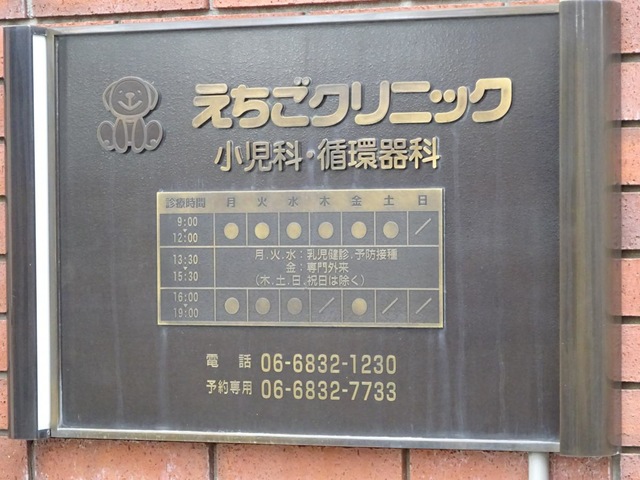 えちごクリニック
小児科・循環器科
診療時間 月 火 水 木 金 土 日
9:00 ▼ 12:00 ● ● ● ● ● ● ／
13:30 ▼ 15:30
月.火.水：乳児健診.予防接種
金：専門外来
（木.土.日.祝日は除く）
16:00 ▼ 19:00 ● ● ● ／ ● ／ ／
電 話 06-6832-1230
予約専用 06-6832-7733